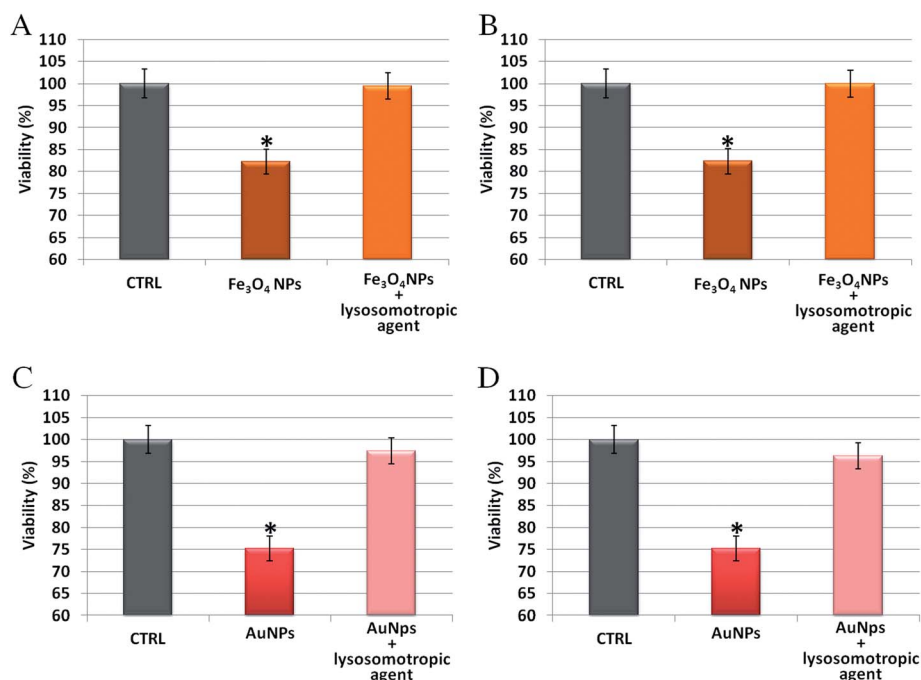 A
110
105
100
95
90
85
80
75
70
65
60
Viability (%)
*
CTRL
Fe₃O₄ NPs
Fe₃O₄NPs
+
lysosomotropic
agent
B
110
105
100
95
90
85
80
75
70
65
60
Viability (%)
*
CTRL
Fe₃O₄ NPs
Fe₃O₄NPs
+
lysosomotropic
agent
C
110
105
100
95
90
85
80
75
70
65
60
Viability (%)
*
CTRL
AuNPs
AuNps
+
lysosomotropic
agent
D
110
105
100
95
90
85
80
75
70
65
60
Viability (%)
*
CTRL
AuNPs
AuNps
+
lysosomotropic
agent